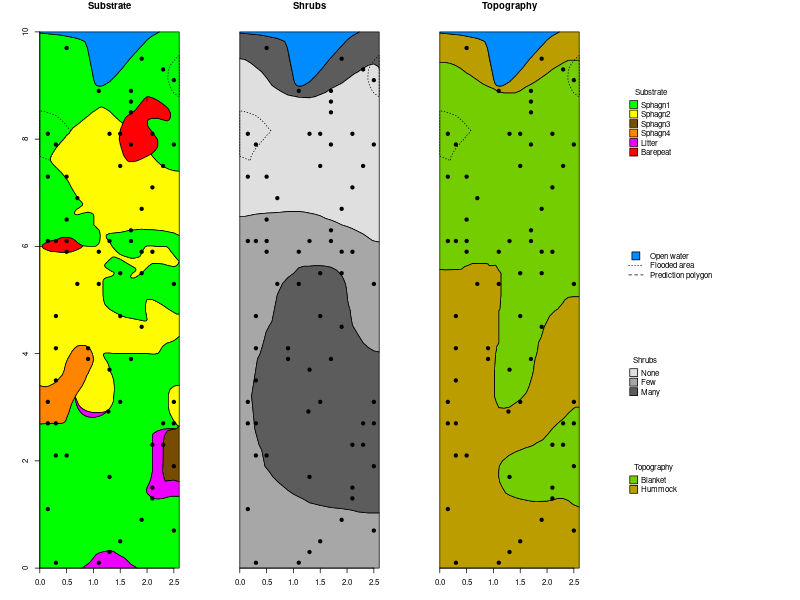 Substrate
Shrubs
Topography
10
8
6
4
2
0
0.0 0.5 1.0 1.5 2.0 2.5
0.0 0.5 1.0 1.5 2.0 2.5
0.0 0.5 1.0 1.5 2.0 2.5
Substrate
Sphagn1
Sphagn2
Sphagn3
Sphagn4
Litter
Barepeat
Open water
Flooded area
Prediction polygon
Shrubs
None
Few
Many
Topography
Blanket
Hummock